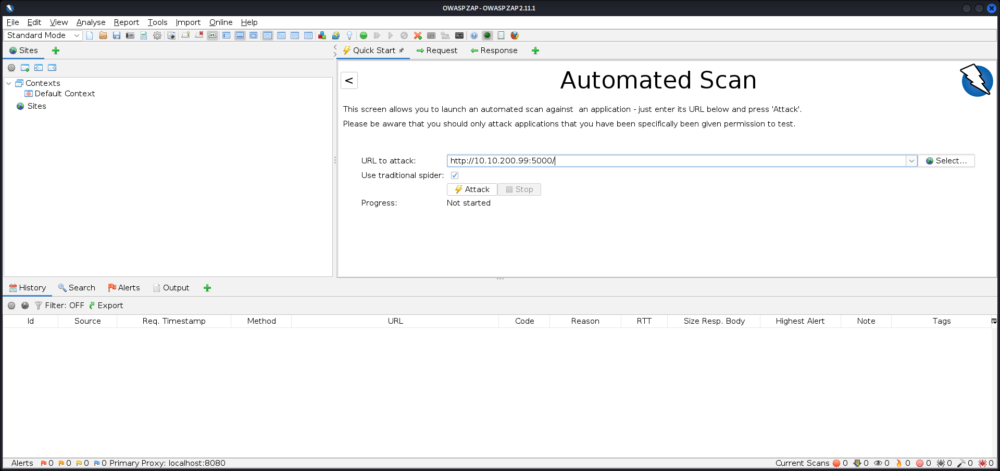 OWASP ZAP - OWASP ZAP 2.11.1
File Edit View Analyse Report Tools Import Online Help
Standard Mode
Sites
Quick Start Request Response
<
Automated Scan
Contexts
Default Context
Sites
This screen allows you to launch an automated scan against  an application - just enter its URL below and press 'Attack'.
Please be aware that you should only attack applications that you have been specifically been given permission to test.
URL to attack: http://10.10.200.99:5000/ Select...
Use traditional spider:
Attack Stop
Progress: Not started
History Search Alerts Output
Filter: OFF Export
Id Source Req. Timestamp Method URL Code Reason RTT Size Resp. Body Highest Alert Note Tags
Alerts 0 0 0 0 Primary Proxy: localhost:8080 Current Scans 0 0 0 0 0 0 0 0